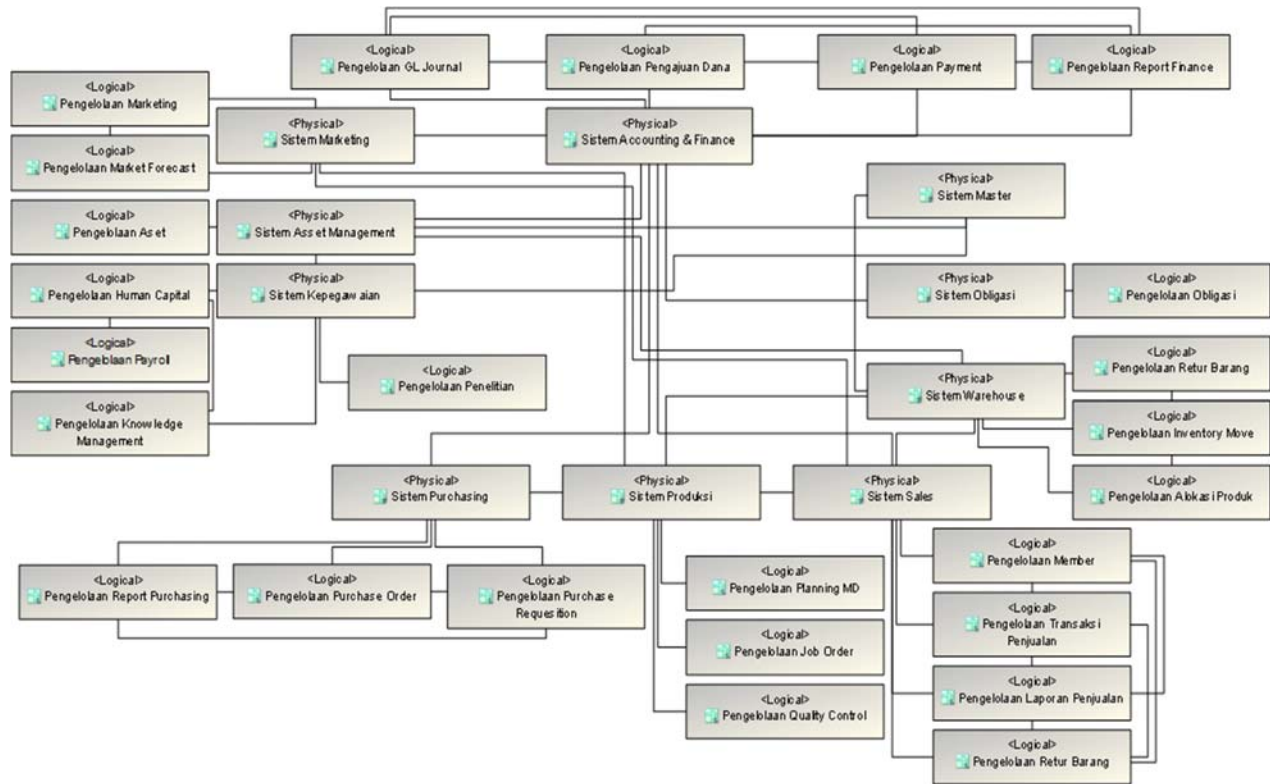 <Logical>
Pengelolaan GL Journal
<Logical>
Pengelolaan Pengajuan Dana
<Logical>
Pengelolaan Payment
<Logical>
Pengelolaan Report Finance
<Logical>
Pengelolaan Marketing
<Physical>
Sistem Marketing
<Physical>
Sistem Accounting & Finance
<Logical>
Pengelolaan Market Forecast
<Physical>
Sistem Master
<Logical>
Pengelolaan Aset
<Physical>
Sistem Asset Management
<Logical>
Pengelolaan Human Capital
<Physical>
Sistem Kepegawaian
<Physical>
Sistem Obligasi
<Logical>
Pengelolaan Obligasi
<Logical>
Pengelolaan Payroll
<Logical>
Pengelolaan Penelitian
<Physical>
Sistem Warehouse
<Logical>
Pengelolaan Retur Barang
<Logical>
Pengelolaan Knowledge
Management
<Logical>
Pengelolaan Inventory Move
<Logical>
Pengelolaan Alokasi Produk
<Physical>
Sistem Purchasing
<Physical>
Sistem Produksi
<Physical>
Sistem Sales
<Logical>
Pengelolaan Report Purchasing
<Logical>
Pengelolaan Purchase Order
<Logical>
Pengelolaan Purchase
Requesition
<Logical>
Pengelolaan Planning MD
<Logical>
Pengelolaan Job Order
<Logical>
Pengelolaan Quality Control
<Logical>
Pengelolaan Member
<Logical>
Pengelolaan Transaksi
Penjualan
<Logical>
Pengelolaan Laporan Penjualan
<Logical>
Pengelolaan Retur Barang